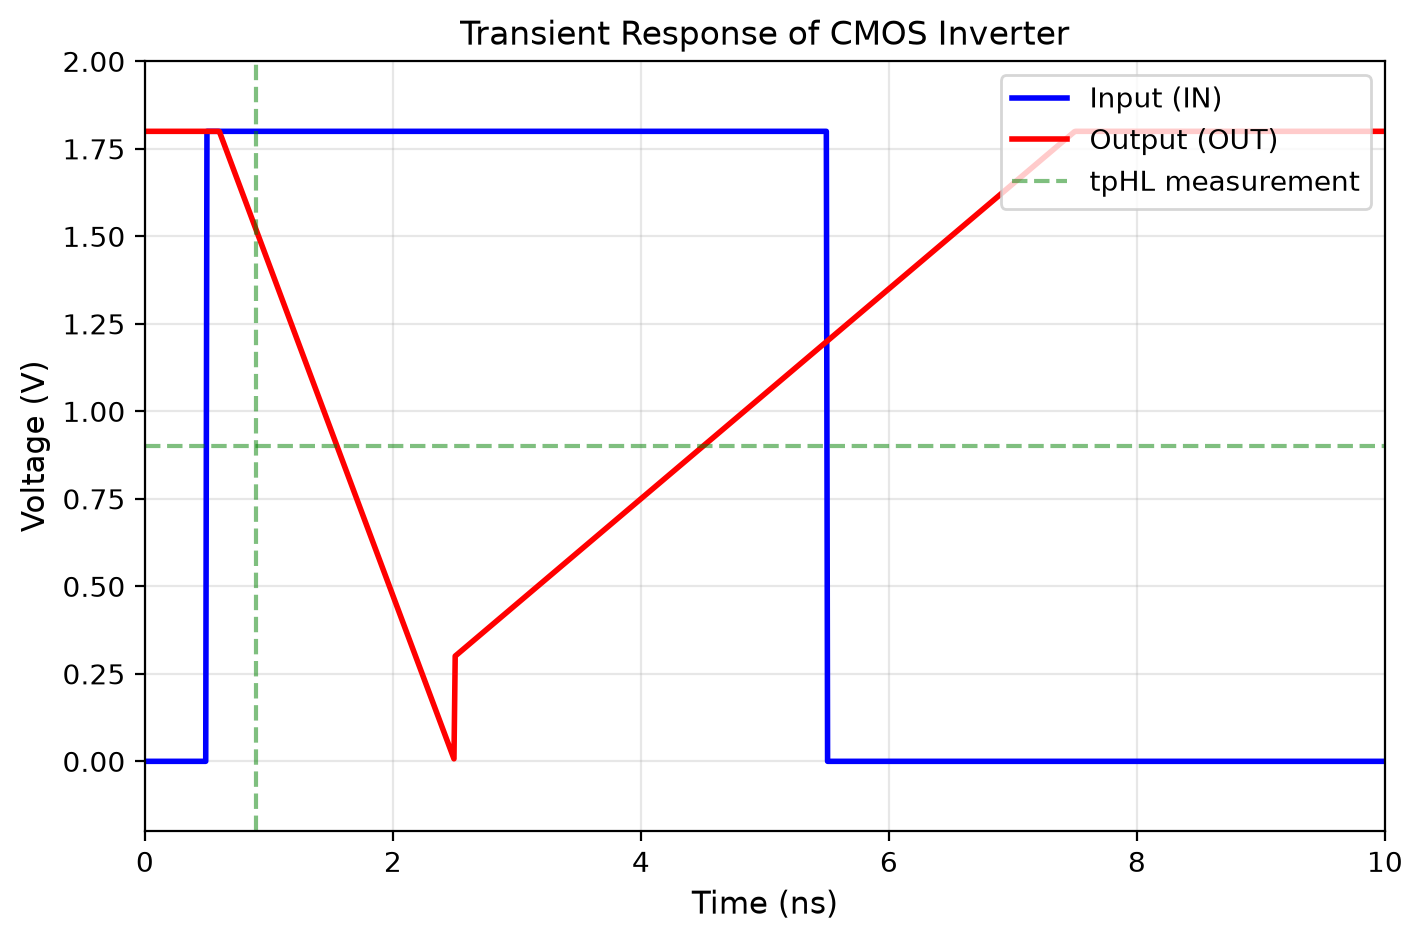 Transient Response of CMOS Inverter
Input (IN)
Output (OUT)
tpHL measurement
Voltage (V)
2.00
1.75
1.50
1.25
1.00
0.75
0.50
0.25
0.00
0 2 4 6 8 10
Time (ns)